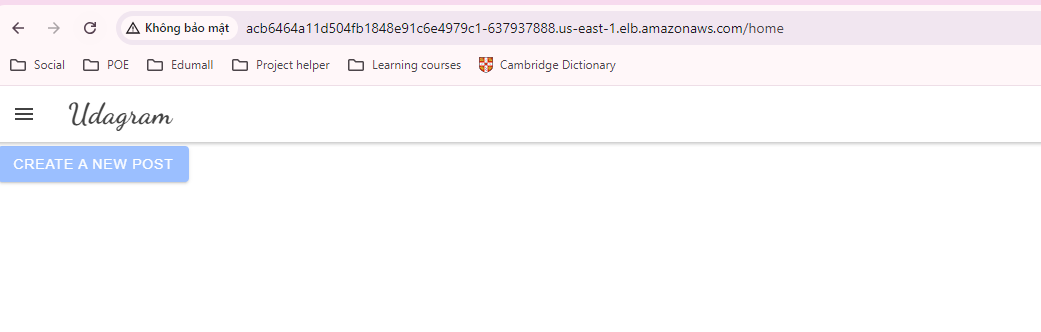 Không bảo mật acb6464a11d504fb1848e91c6e4979c1-637937888.us-east-1.elb.amazonaws.com/home
Social POE Edumall Project helper Learning courses Cambridge Dictionary
Udagram
CREATE A NEW POST